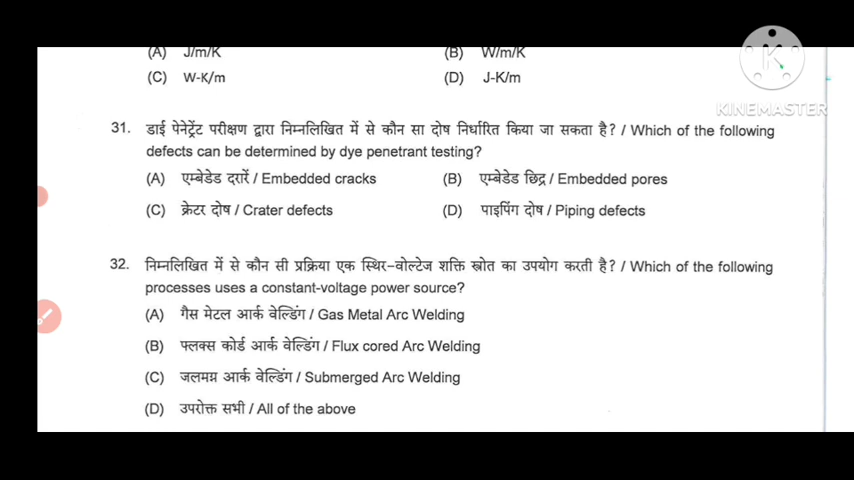 (A) J/m/K (B) W/m/K
(C) W-K/m (D) J-K/m
KINEMASTER
31. डाई पेनेट्रेंट परीक्षण द्वारा निम्नलिखित में से कौन सा दोष निर्धारित किया जा सकता है? / Which of the following
defects can be determined by dye penetrant testing?
(A) एम्बेडेड दरारें / Embedded cracks (B) एम्बेडेड छिद्र / Embedded pores
(C) क्रेटर दोष / Crater defects (D) पाइपिंग दोष / Piping defects
32. निम्नलिखित में से कौन सी प्रक्रिया एक स्थिर-वोल्टेज शक्ति स्त्रोत का उपयोग करती है? / Which of the following
processes uses a constant-voltage power source?
(A) गैस मेटल आर्क वेल्डिंग / Gas Metal Arc Welding
(B) फ्लक्स कोर्ड आर्क वेल्डिंग / Flux cored Arc Welding
(C) जलमग्न आर्क वेल्डिंग / Submerged Arc Welding
(D) उपरोक्त सभी / All of the above